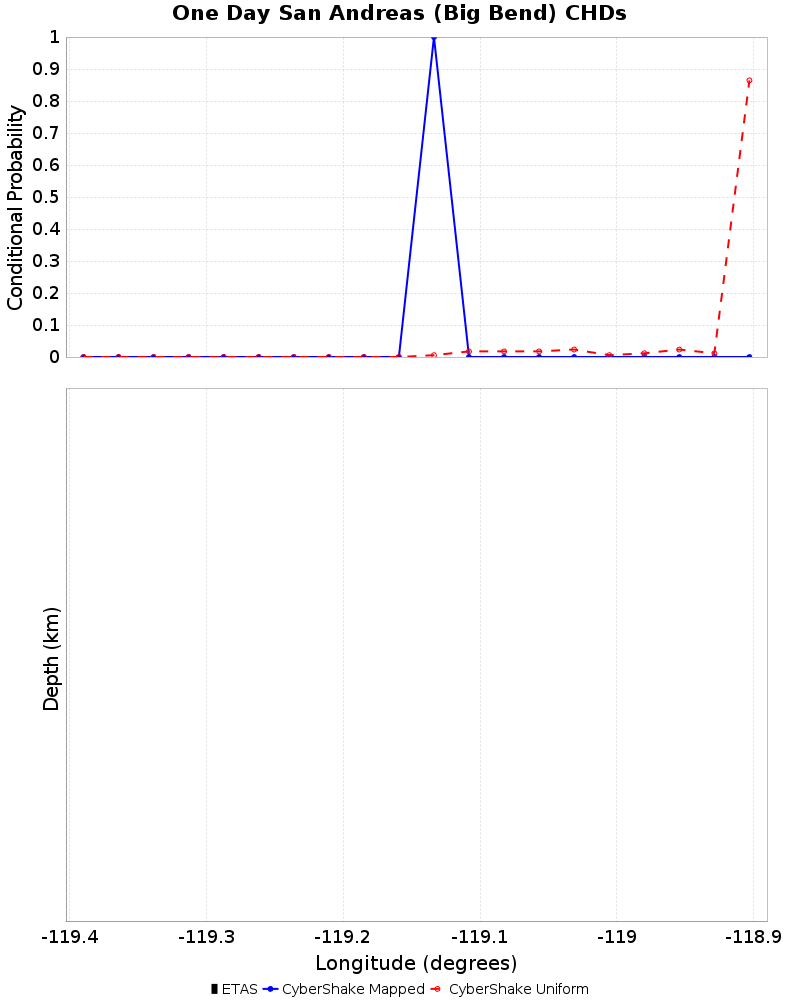 One Day San Andreas (Big Bend) CHDs
1
0.9
0.8
0.7
0.6
0.5
0.4
0.3
0.2
0.1
0
Conditional Probability
Depth (km)
-119.4 -119.3 -119.2 -119.1 -119 -118.9
Longitude (degrees)
ETAS CyberShake Mapped CyberShake Uniform